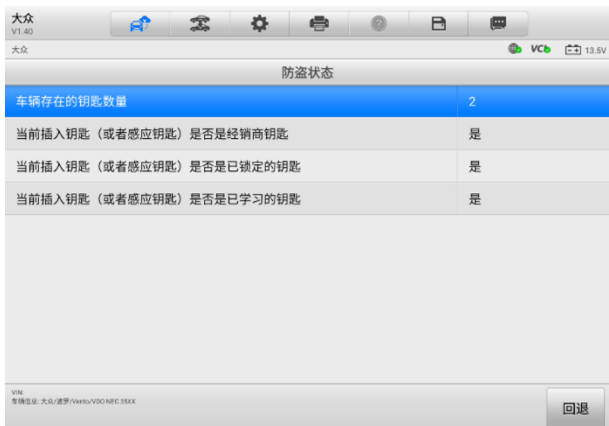 大众
V1.40
大众
VCI
13.5V
防盗状态
车辆存在的钥匙数量 2
当前插入钥匙（或者感应钥匙）是否是经销商钥匙 是
当前插入钥匙（或者感应钥匙）是否是已锁定的钥匙 是
当前插入钥匙（或者感应钥匙）是否是已学习的钥匙 是
VIN:
车辆信息: 大众/波罗/Vento/VDO NEC 35XX
回退